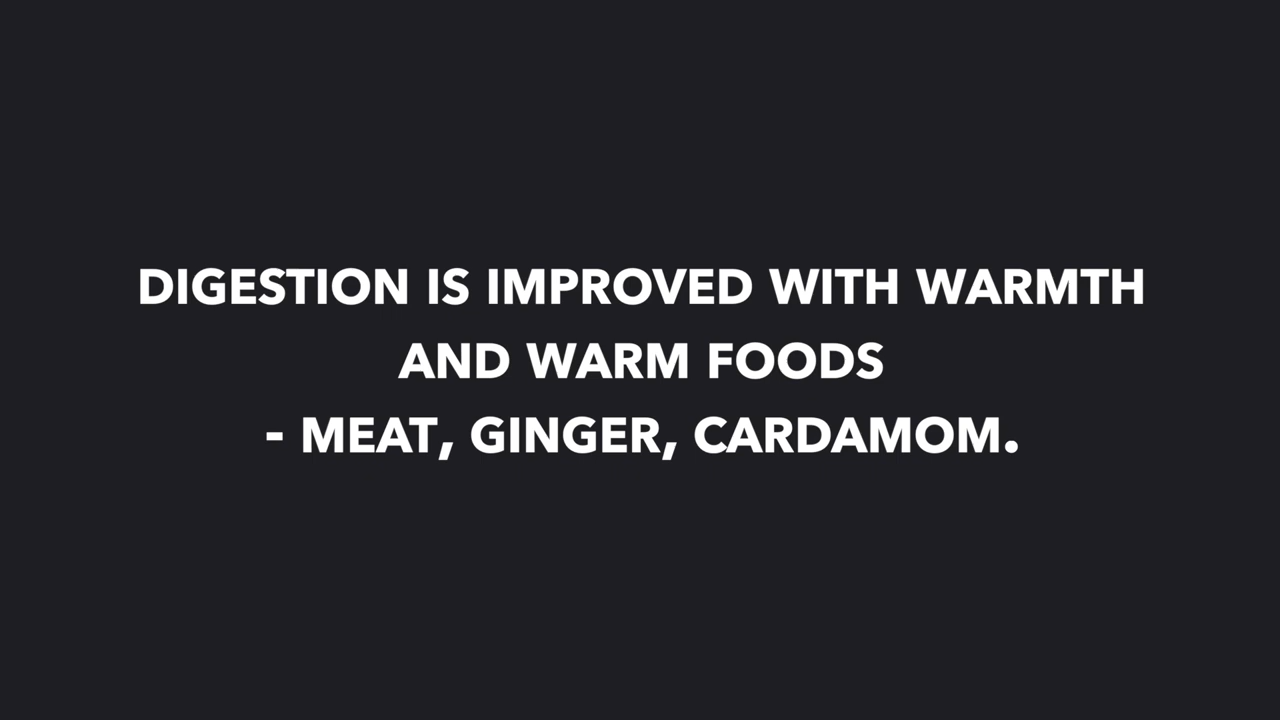 DIGESTION IS IMPROVED WITH WARMTH
AND WARM FOODS
- MEAT, GINGER, CARDAMOM.